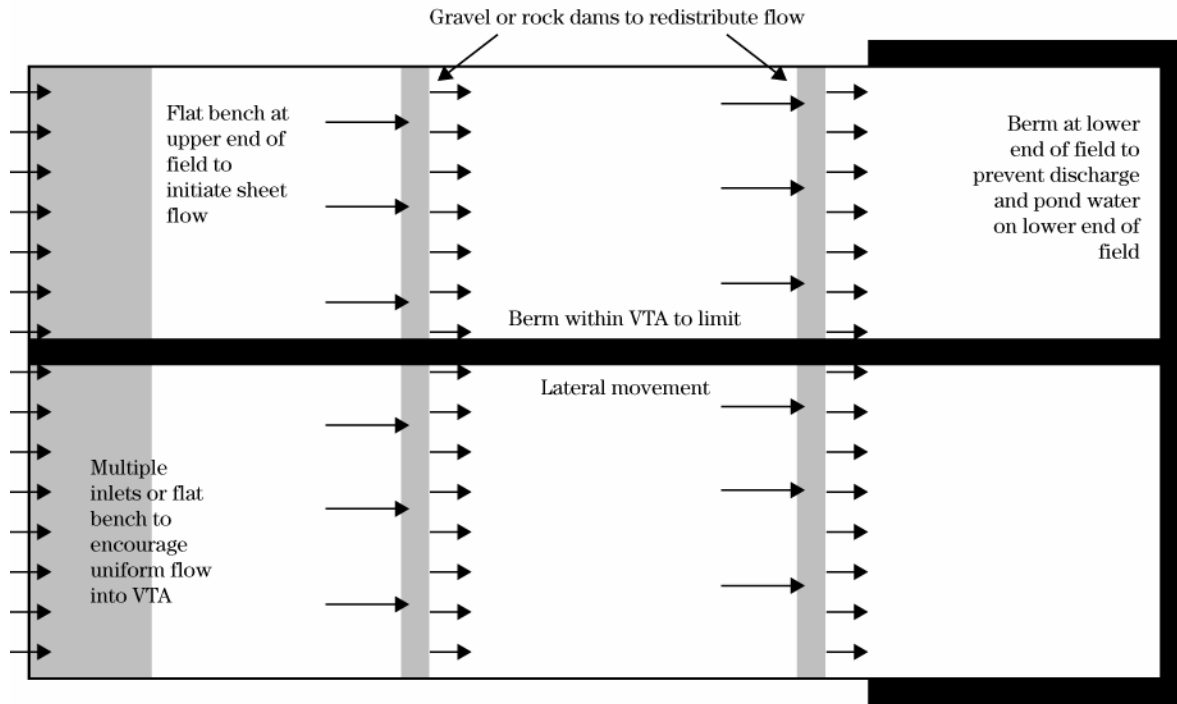 Gravel or rock dams to redistribute flow
Flat bench at
upper end of
field to
initiate sheet
flow
Berm at lower
end of field to
prevent discharge
and pond water
on lower end of
field
Berm within VTA to limit
Lateral movement
Multiple
inlets or flat
bench to
encourage
uniform flow
into VTA